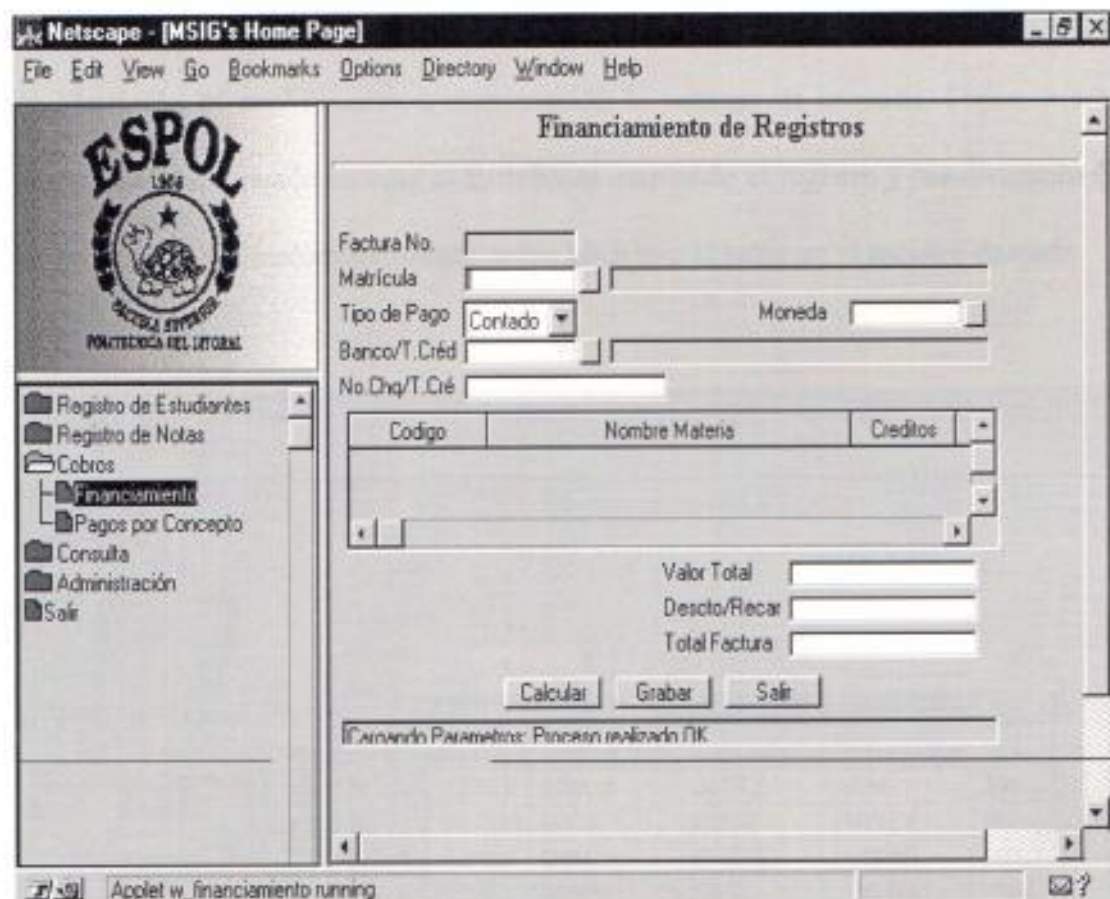 Netscape - [MSIG's Home Page]
File Edit View Go Bookmarks Options Directory Window Help
ESPOL
POLITECNICA DEL LITORAL
Registro de Estudiantes
Registro de Notas
Cobros
Financiamiento
Pagos por Concepto
Consulta
Administración
Salir
Financiamiento de Registros
Factura No.
Matrícula
Tipo de Pago Contado Moneda
Banco/T.Créd
No.Chq/T.Cré
Codigo Nombre Materia Creditos
Valor Total
Descto/Recar
Total Factura
Calcular Grabar Salir
Cargando Parametros: Proceso realizado OK
Applet w_financiamiento running